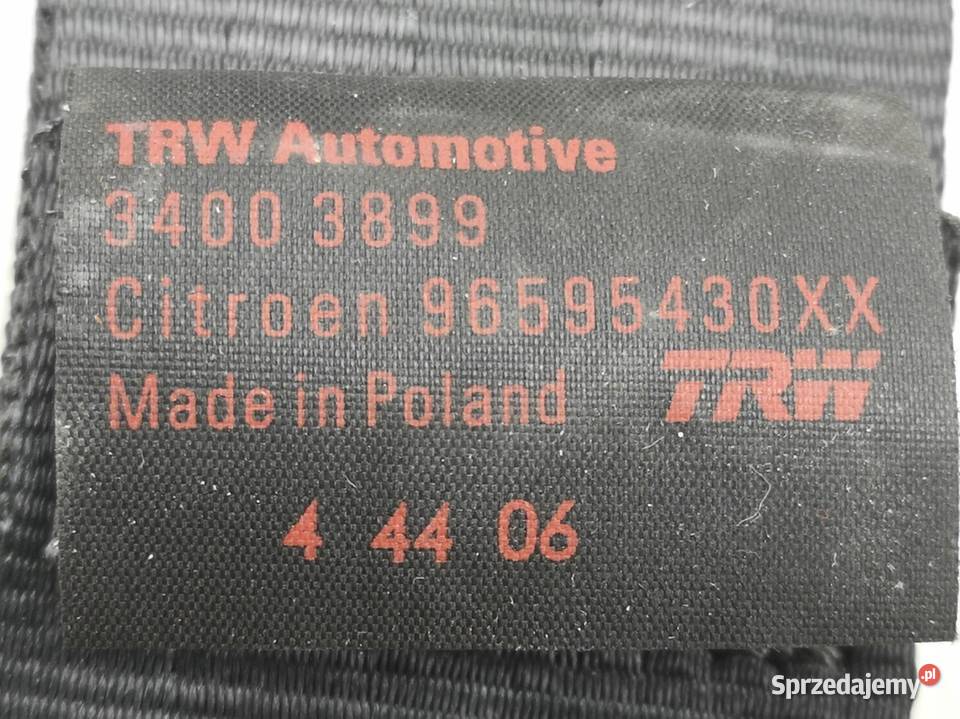 TRW Automotive
3400 3899
Citroen 96595430XX
Made in Poland TRW
4 44 06
Sprzedajemy.pl